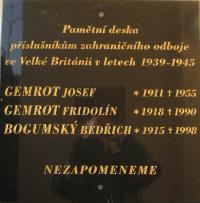 Pamětní deska
příslušníkům zahraničního odboje
ve Velké Británii v letech 1939-1945
GEMROT JOSEF * 1911 † 1955
GEMROT FRIDOLÍN * 1918 † 1990
BOGUMSKÝ BEDŘICH * 1915 † 1998
NEZAPOMENEME